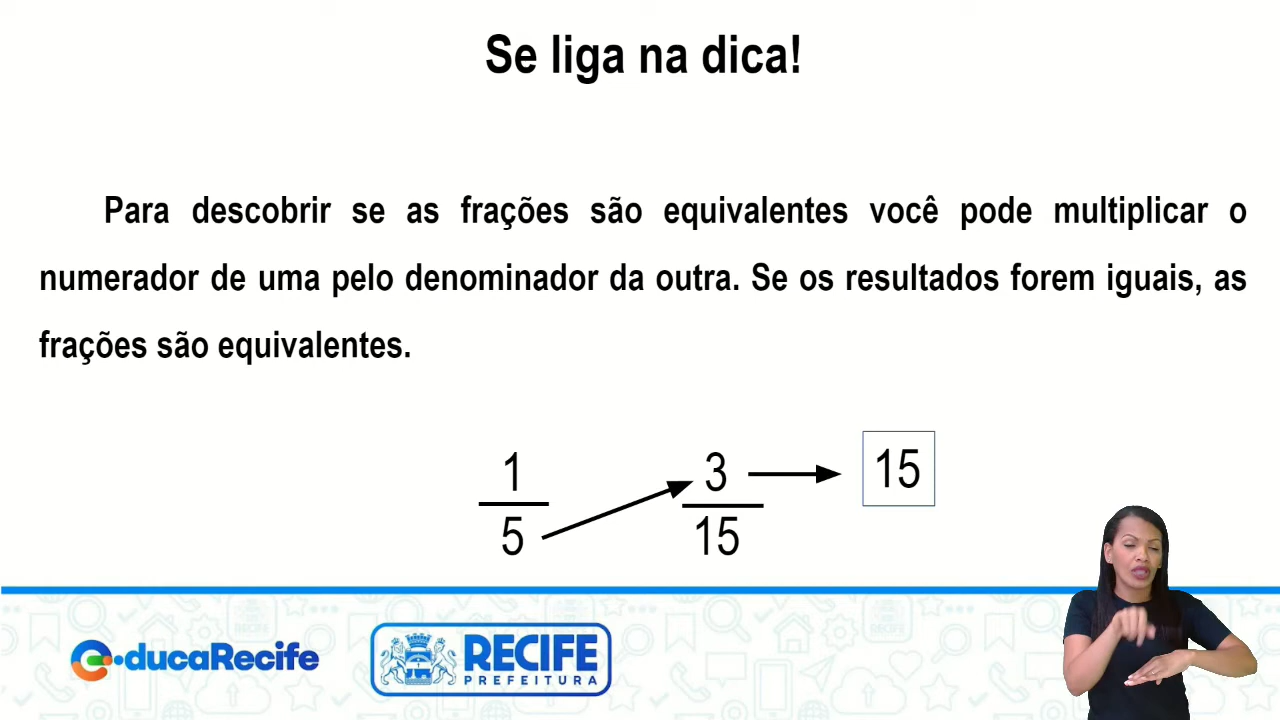 Se liga na dica!
Para descobrir se as frações são equivalentes você pode multiplicar o
numerador de uma pelo denominador da outra. Se os resultados forem iguais, as
frações são equivalentes.
1 3 15
5 15
educaRecife
RECIFE
PREFEITURA